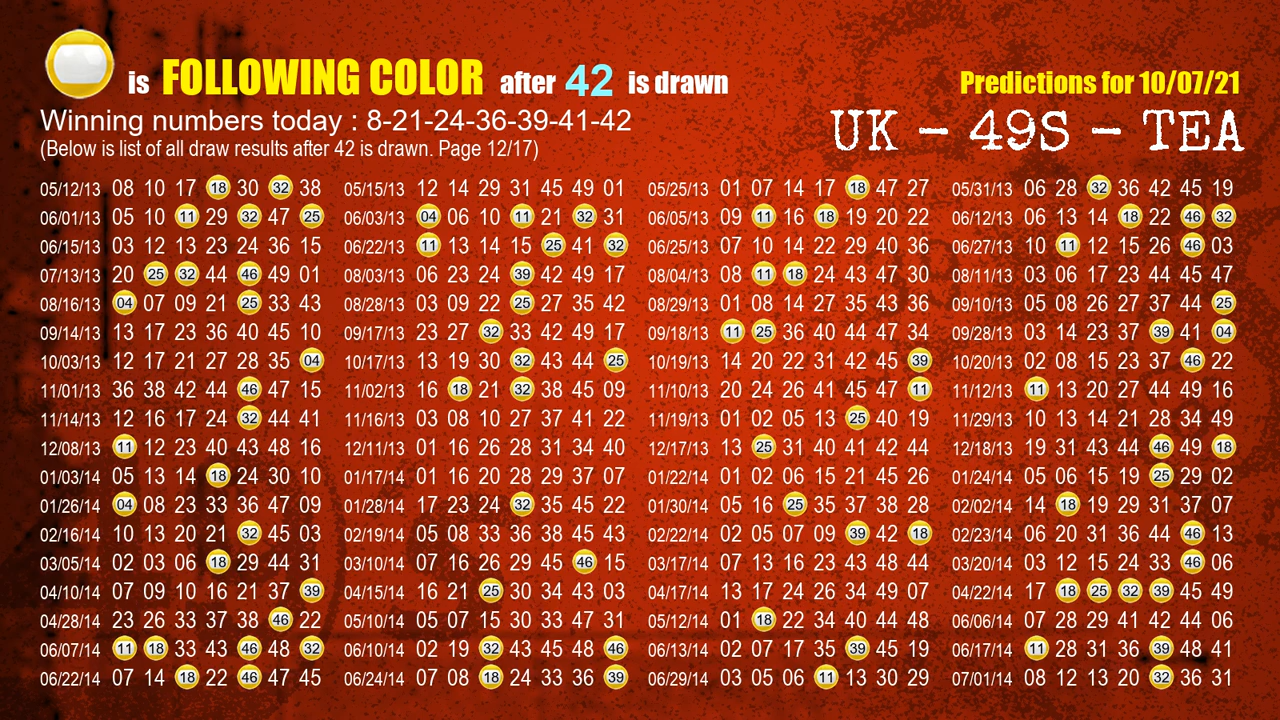 is FOLLOWING COLOR after 42 is drawn
Predictions for 10/07/21
Winning numbers today : 8-21-24-36-39-41-42
UK - 49S - TEA
(Below is list of all draw results after 42 is drawn. Page 12/17)
05/12/13 08 10 17 18 30 32 38 05/15/13 12 14 29 31 45 49 01 05/25/13 01 07 14 17 18 47 27 05/31/13 06 28 32 36 42 45 19
06/01/13 05 10 11 29 32 47 25 06/03/13 04 06 10 11 21 32 31 06/05/13 09 11 16 18 19 20 22 06/12/13 06 13 14 18 22 46 32
06/15/13 03 12 13 23 24 36 15 06/22/13 11 13 14 15 25 41 32 06/25/13 07 10 14 22 29 40 36 06/27/13 10 11 12 15 26 46 03
07/13/13 20 25 32 44 46 49 01 08/03/13 06 23 24 39 42 49 17 08/04/13 08 11 18 24 43 47 30 08/11/13 03 06 17 23 44 45 47
08/16/13 04 07 09 21 25 33 43 08/28/13 03 09 22 25 27 35 42 08/29/13 01 08 14 27 35 43 36 09/10/13 05 08 26 27 37 44 25
09/14/13 13 17 23 36 40 45 10 09/17/13 23 27 32 33 42 49 17 09/18/13 11 25 36 40 44 47 34 09/28/13 03 14 23 37 39 41 04
10/03/13 12 17 21 27 28 35 04 10/17/13 13 19 30 32 43 44 25 10/19/13 14 20 22 31 42 45 39 10/20/13 02 08 15 23 37 46 22
11/01/13 36 38 42 44 46 47 15 11/02/13 16 18 21 32 38 45 09 11/10/13 20 24 26 41 45 47 11 11/12/13 11 13 20 27 44 49 16
11/14/13 12 16 17 24 32 44 41 11/16/13 03 08 10 27 37 41 22 11/19/13 01 02 05 13 25 40 19 11/29/13 10 13 14 21 28 34 49
12/08/13 11 12 23 40 43 48 16 12/11/13 01 16 26 28 31 34 40 12/17/13 13 25 31 40 41 42 44 12/18/13 19 31 43 44 46 49 18
01/03/14 05 13 14 18 24 30 10 01/17/14 01 16 20 28 29 37 07 01/22/14 01 02 06 15 21 45 26 01/24/14 05 06 15 19 25 29 02
01/26/14 04 08 23 33 36 47 09 01/28/14 17 23 24 32 35 45 22 01/30/14 05 16 25 35 37 38 28 02/02/14 14 18 19 29 31 37 07
02/16/14 10 13 20 21 32 45 03 02/19/14 05 08 33 36 38 45 43 02/22/14 02 05 07 09 39 42 18 02/23/14 06 20 31 36 44 46 13
03/05/14 02 03 06 18 29 44 31 03/10/14 07 16 26 29 45 46 15 03/17/14 07 13 16 23 43 48 44 03/20/14 03 12 15 24 33 46 06
04/10/14 07 09 10 16 21 37 39 04/15/14 16 21 25 30 34 43 03 04/17/14 13 17 24 26 34 49 07 04/22/14 17 18 25 32 39 45 49
04/28/14 23 26 33 37 38 46 22 05/10/14 05 07 15 30 33 47 31 05/12/14 01 18 22 34 40 44 48 06/06/14 07 28 29 41 42 44 06
06/07/14 11 18 33 43 46 48 32 06/10/14 02 19 32 43 45 48 46 06/13/14 02 07 17 35 39 45 19 06/17/14 11 28 31 36 39 48 41
06/22/14 07 14 18 22 46 47 45 06/24/14 07 08 18 24 33 36 39 06/29/14 03 05 06 11 13 30 29 07/01/14 08 12 13 20 32 36 31